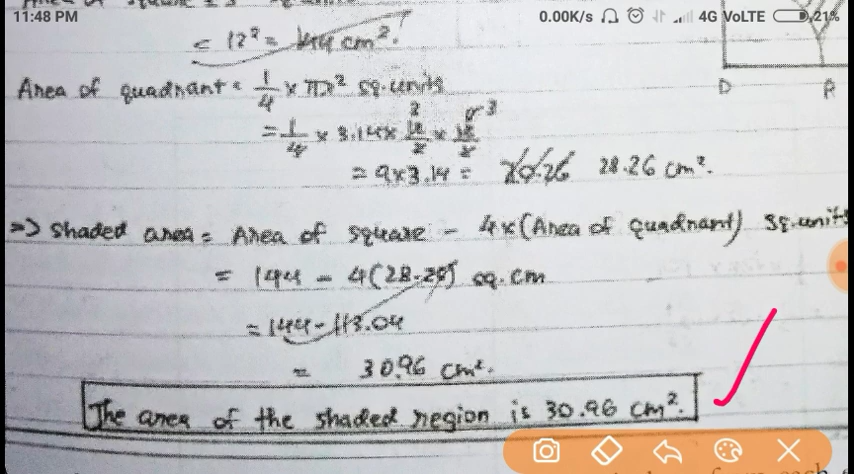 11:48 PM 0.00K/s 4G VoLTE 21%
= 12² = 144 cm².
Area of quadrant = 1/4 × πr² sq.units
= 1/4 × 3.14 × 12/2 × 12/2
= 9×3.14 = 28.26 cm².
D
=> Shaded area = Area of square - 4×(Area of quadrant) sq.units
= 144 - 4(28.26) sq.cm
= 144-113.04
= 30.96 cm².
The area of the shaded region is 30.96 cm².